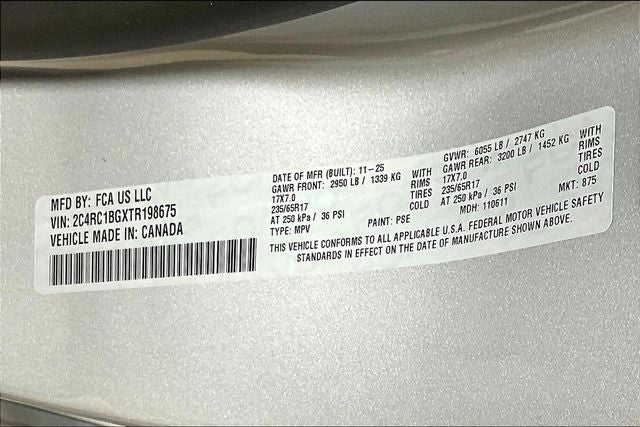 MFD BY: FCA US LLC
VIN: 2C4RC1BGXTR198675
VEHICLE MADE IN: CANADA
DATE OF MFR (BUILT): 11-25
GAWR FRONT: 2950 LB / 1339 KG WITH
17X7.0 RIMS
235/65R17 TIRES
AT 250 kPa / 36 PSI COLD
TYPE: MPV PAINT: PSE
GVWR: 6055 LB / 2747 KG
GAWR REAR: 3200 LB / 1452 KG WITH
17X7.0 RIMS
235/65R17 TIRES
AT 250 kPa / 36 PSI COLD
MDH: 110611 MKT: 875
THIS VEHICLE CONFORMS TO ALL APPLICABLE U.S.A. FEDERAL MOTOR VEHICLE SAFETY
STANDARDS IN EFFECT ON THE DATE OF MANUFACTURE SHOWN ABOVE.